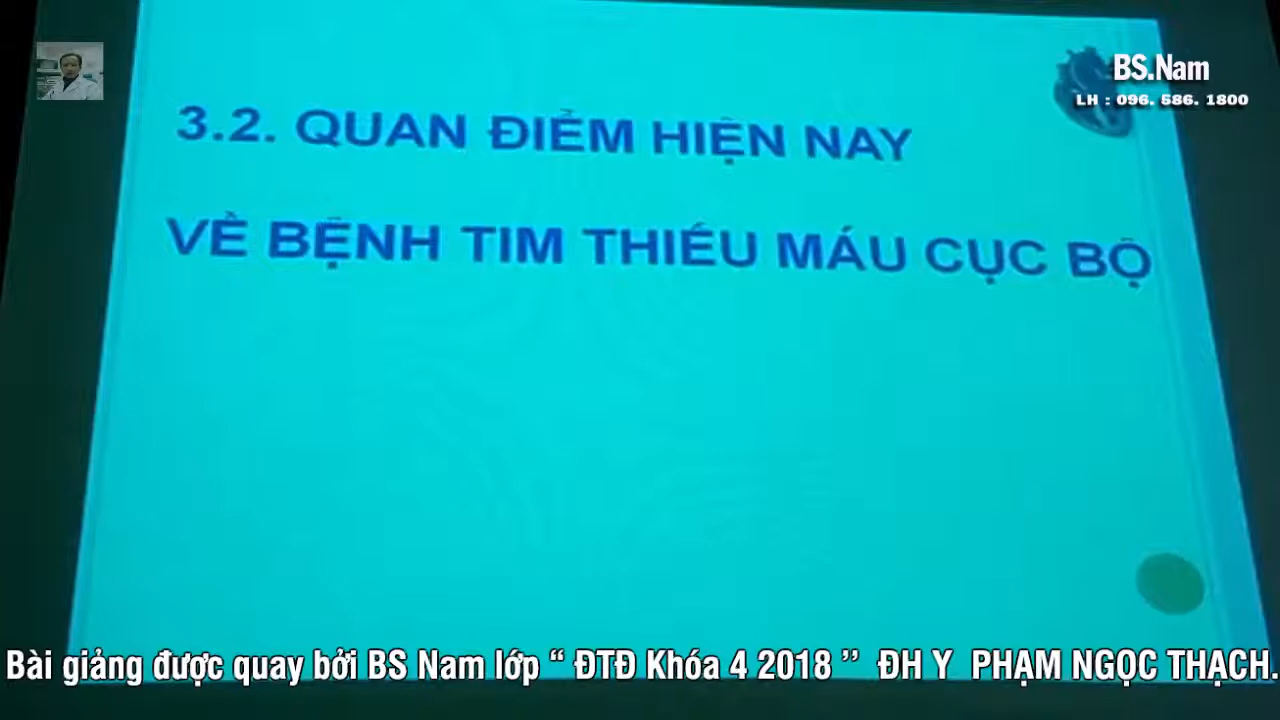 BS.Nam
LH : 096. 586. 1800
3.2. QUAN ĐIỂM HIỆN NAY
VỀ BỆNH TIM THIẾU MÁU CỤC BỘ
Bài giảng được quay bởi BS Nam lớp “ ĐTĐ Khóa 4 2018 ” ĐH Y PHẠM NGỌC THẠCH.